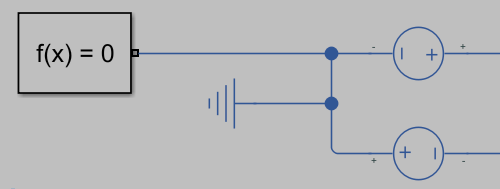 f(x) = 0
- +
+ -